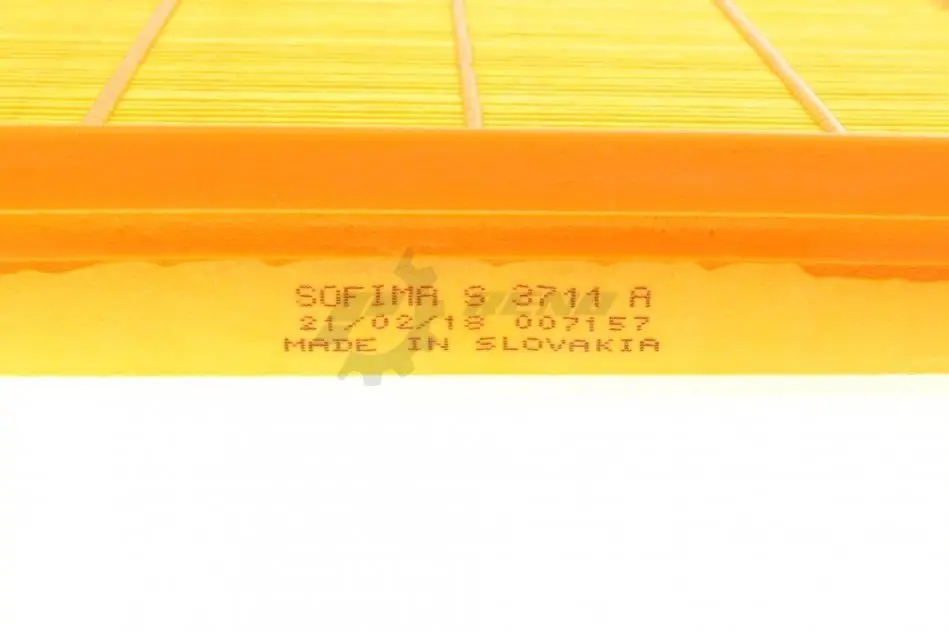 SOFIMA S 3711 A
21/02/18 007157
MADE IN SLOVAKIA